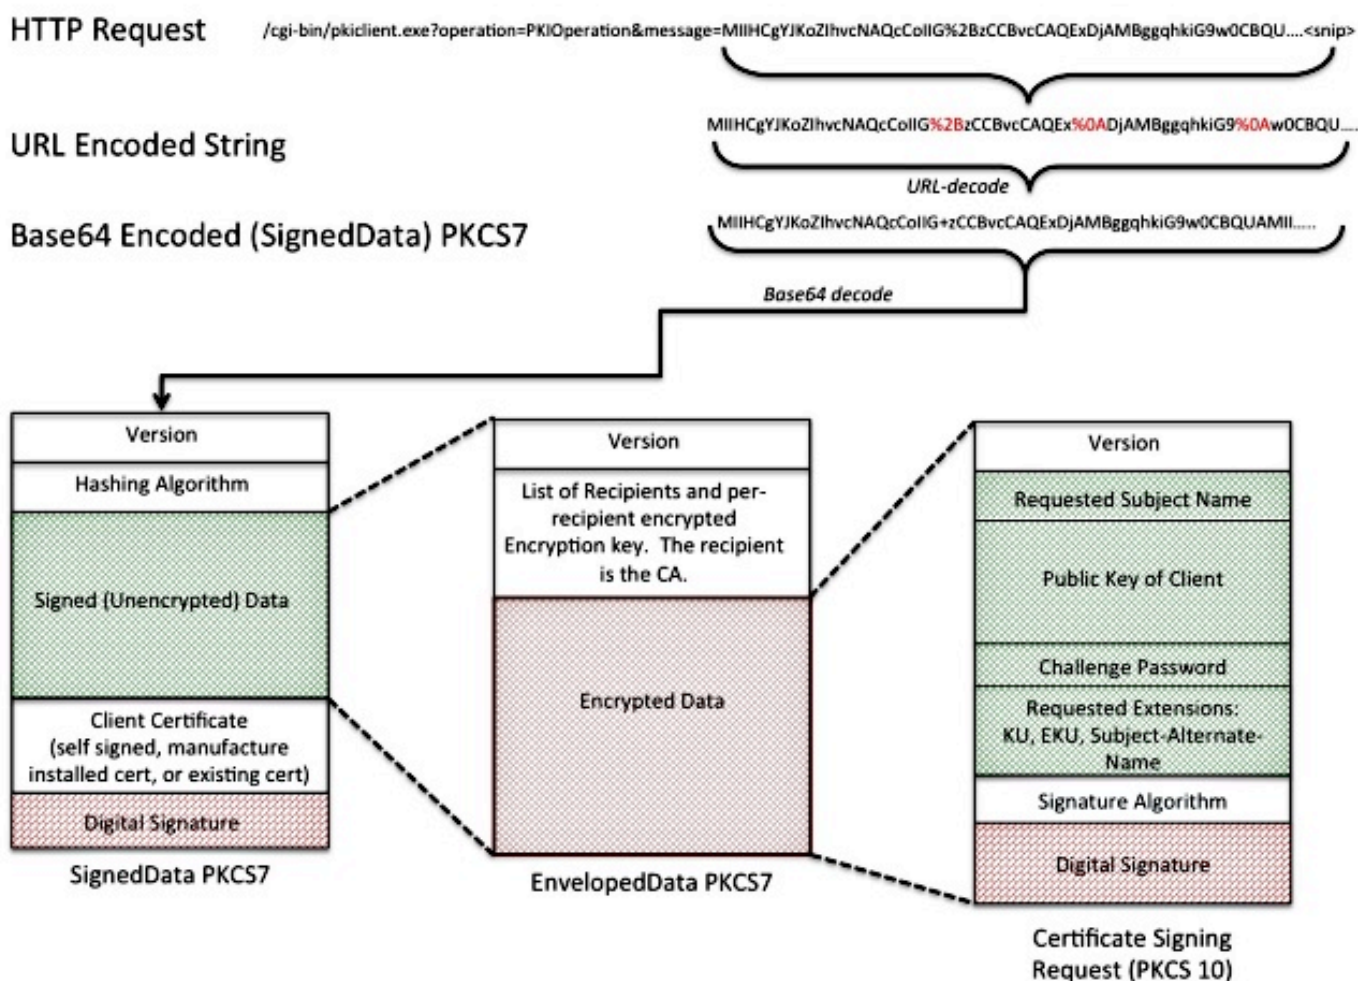 HTTP Request
/cgi-bin/pkiclient.exe?operation=PKIOperation&message=MIIHCgYJKoZIhvcNAQcCoIIG%2BzCCBvcCAQExDjAMBggqhkiG9w0CBQU....<snip>
URL Encoded String
MIIHCgYJKoZIhvcNAQcCoIIG%2BzCCBvcCAQEx%0ADjAMBggqhkiG9%0Aw0CBQU....
URL-decode
Base64 Encoded (SignedData) PKCS7
MIIHCgYJKoZIhvcNAQcCoIIG+zCCBvcCAQExDjAMBggqhkiG9w0CBQUAMII.....
Base64 decode
Version
Hashing Algorithm
Signed (Unencrypted) Data
Client Certificate
(self signed, manufacture
installed cert, or existing cert)
Digital Signature
SignedData PKCS7
Version
List of Recipients and per-
recipient encrypted
Encryption key. The recipient
is the CA.
Encrypted Data
EnvelopedData PKCS7
Version
Requested Subject Name
Public Key of Client
Challenge Password
Requested Extensions:
KU, EKU, Subject-Alternate-
Name
Signature Algorithm
Digital Signature
Certificate Signing
Request (PKCS 10)